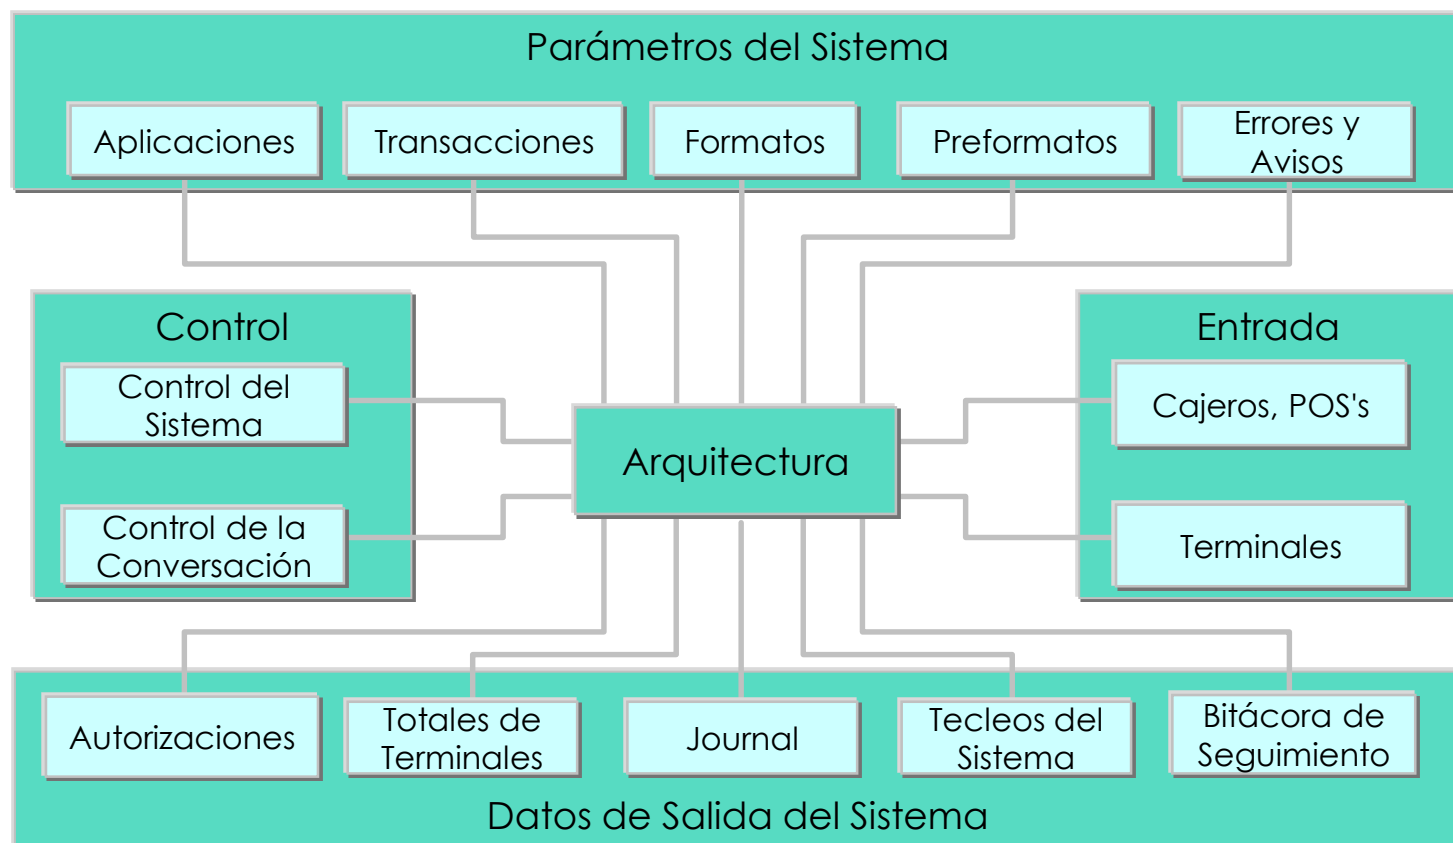 Parámetros del Sistema
Aplicaciones
Transacciones
Formatos
Preformatos
Errores y
Avisos
Control
Control del
Sistema
Control de la
Conversación
Arquitectura
Entrada
Cajeros, POS's
Terminales
Autorizaciones
Totales de
Terminales
Journal
Tecleos del
Sistema
Bitácora de
Seguimiento
Datos de Salida del Sistema